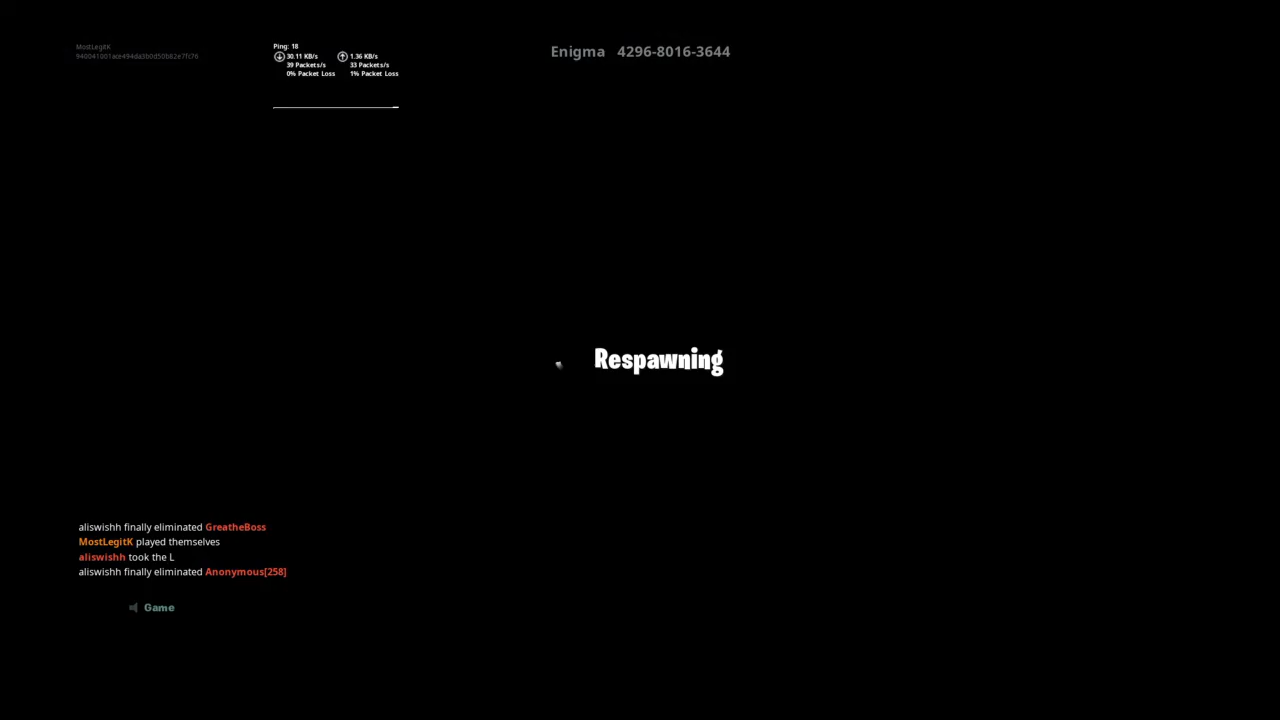 MostLegitK
Ping: 18
30.11 KB/s 1.36 KB/s
39 Packets/s 33 Packets/s
0% Packet Loss 1% Packet Loss
Enigma 4296-8016-3644
Respawning
aliswishh finally eliminated GreatheBoss
MostLegitK played themselves
aliswishh took the L
aliswishh finally eliminated Anonymous[258]
Game